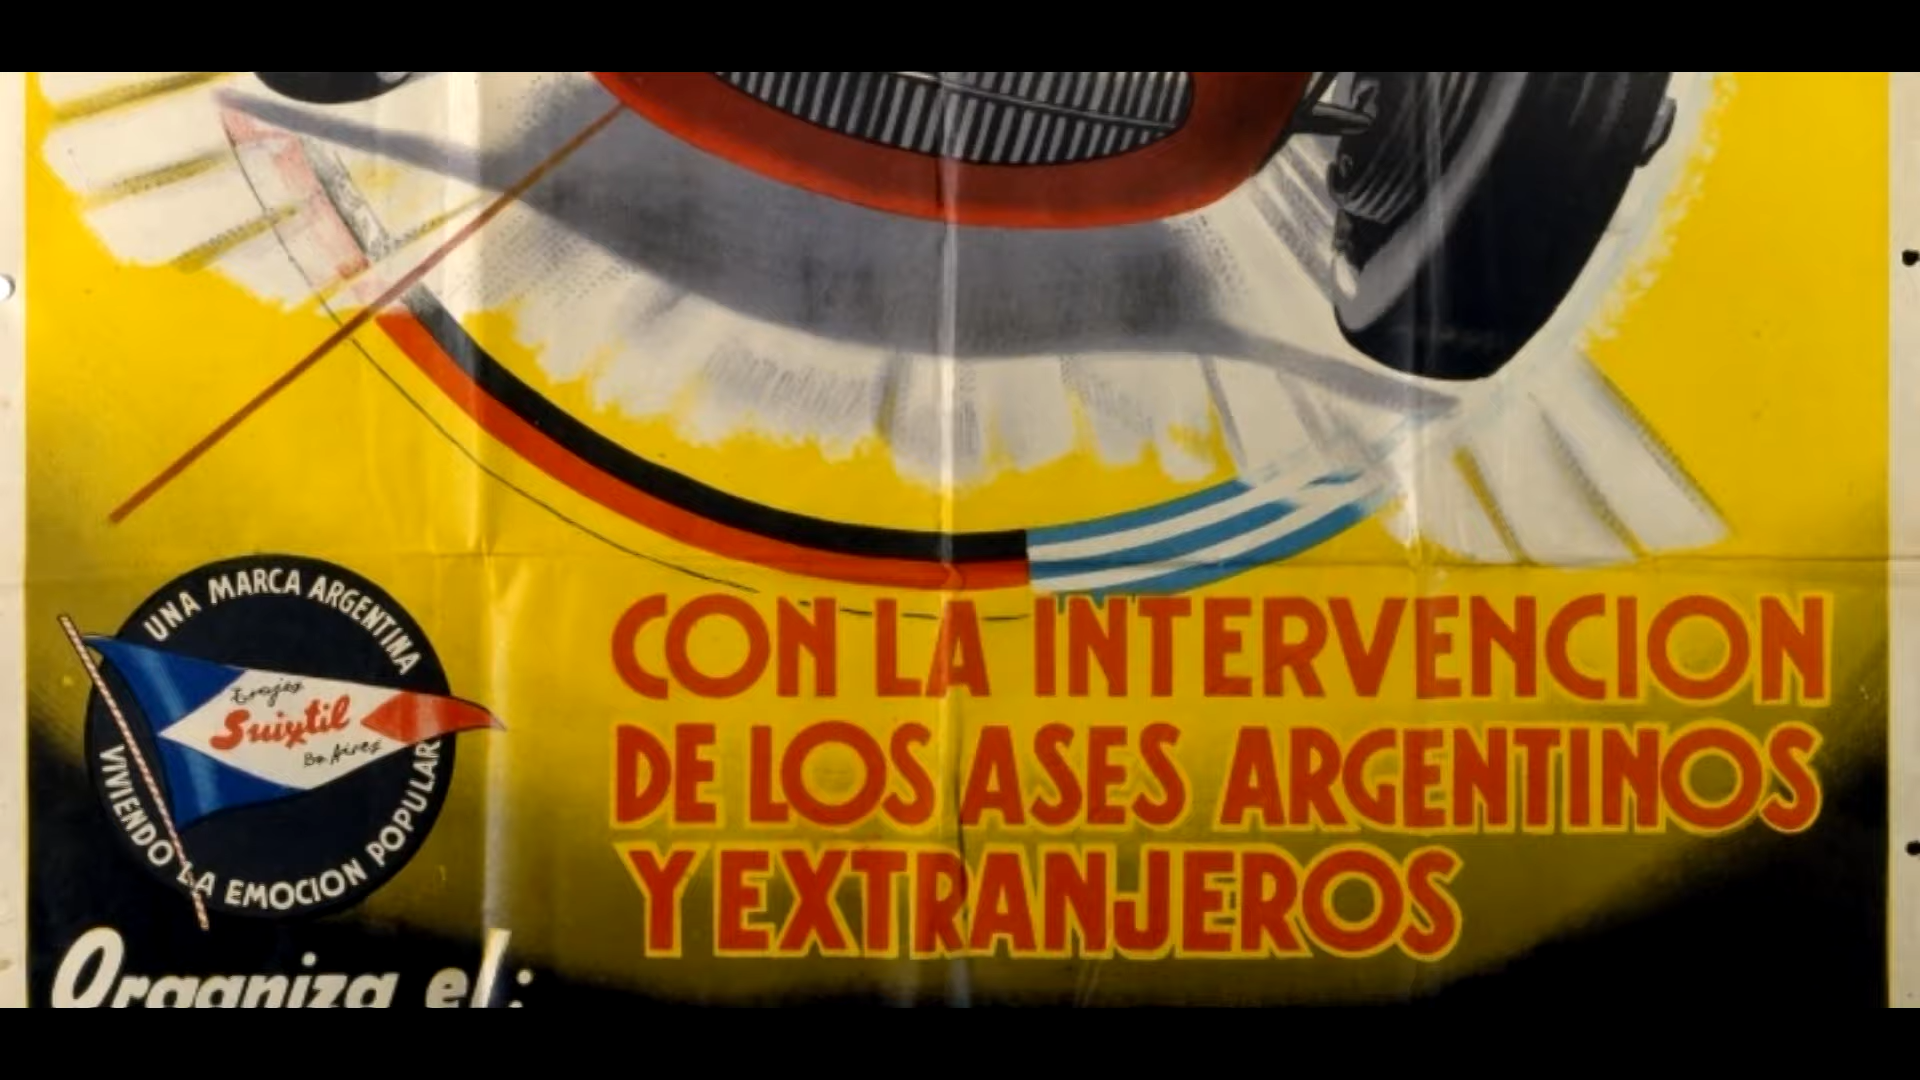 UNA MARCA ARGENTINA
Trajes
Suixtil
Bs. Aires
VIVIENDO LA EMOCION POPULAR
CON LA INTERVENCION
DE LOS ASES ARGENTINOS
Y EXTRANJEROS
Organiza el: